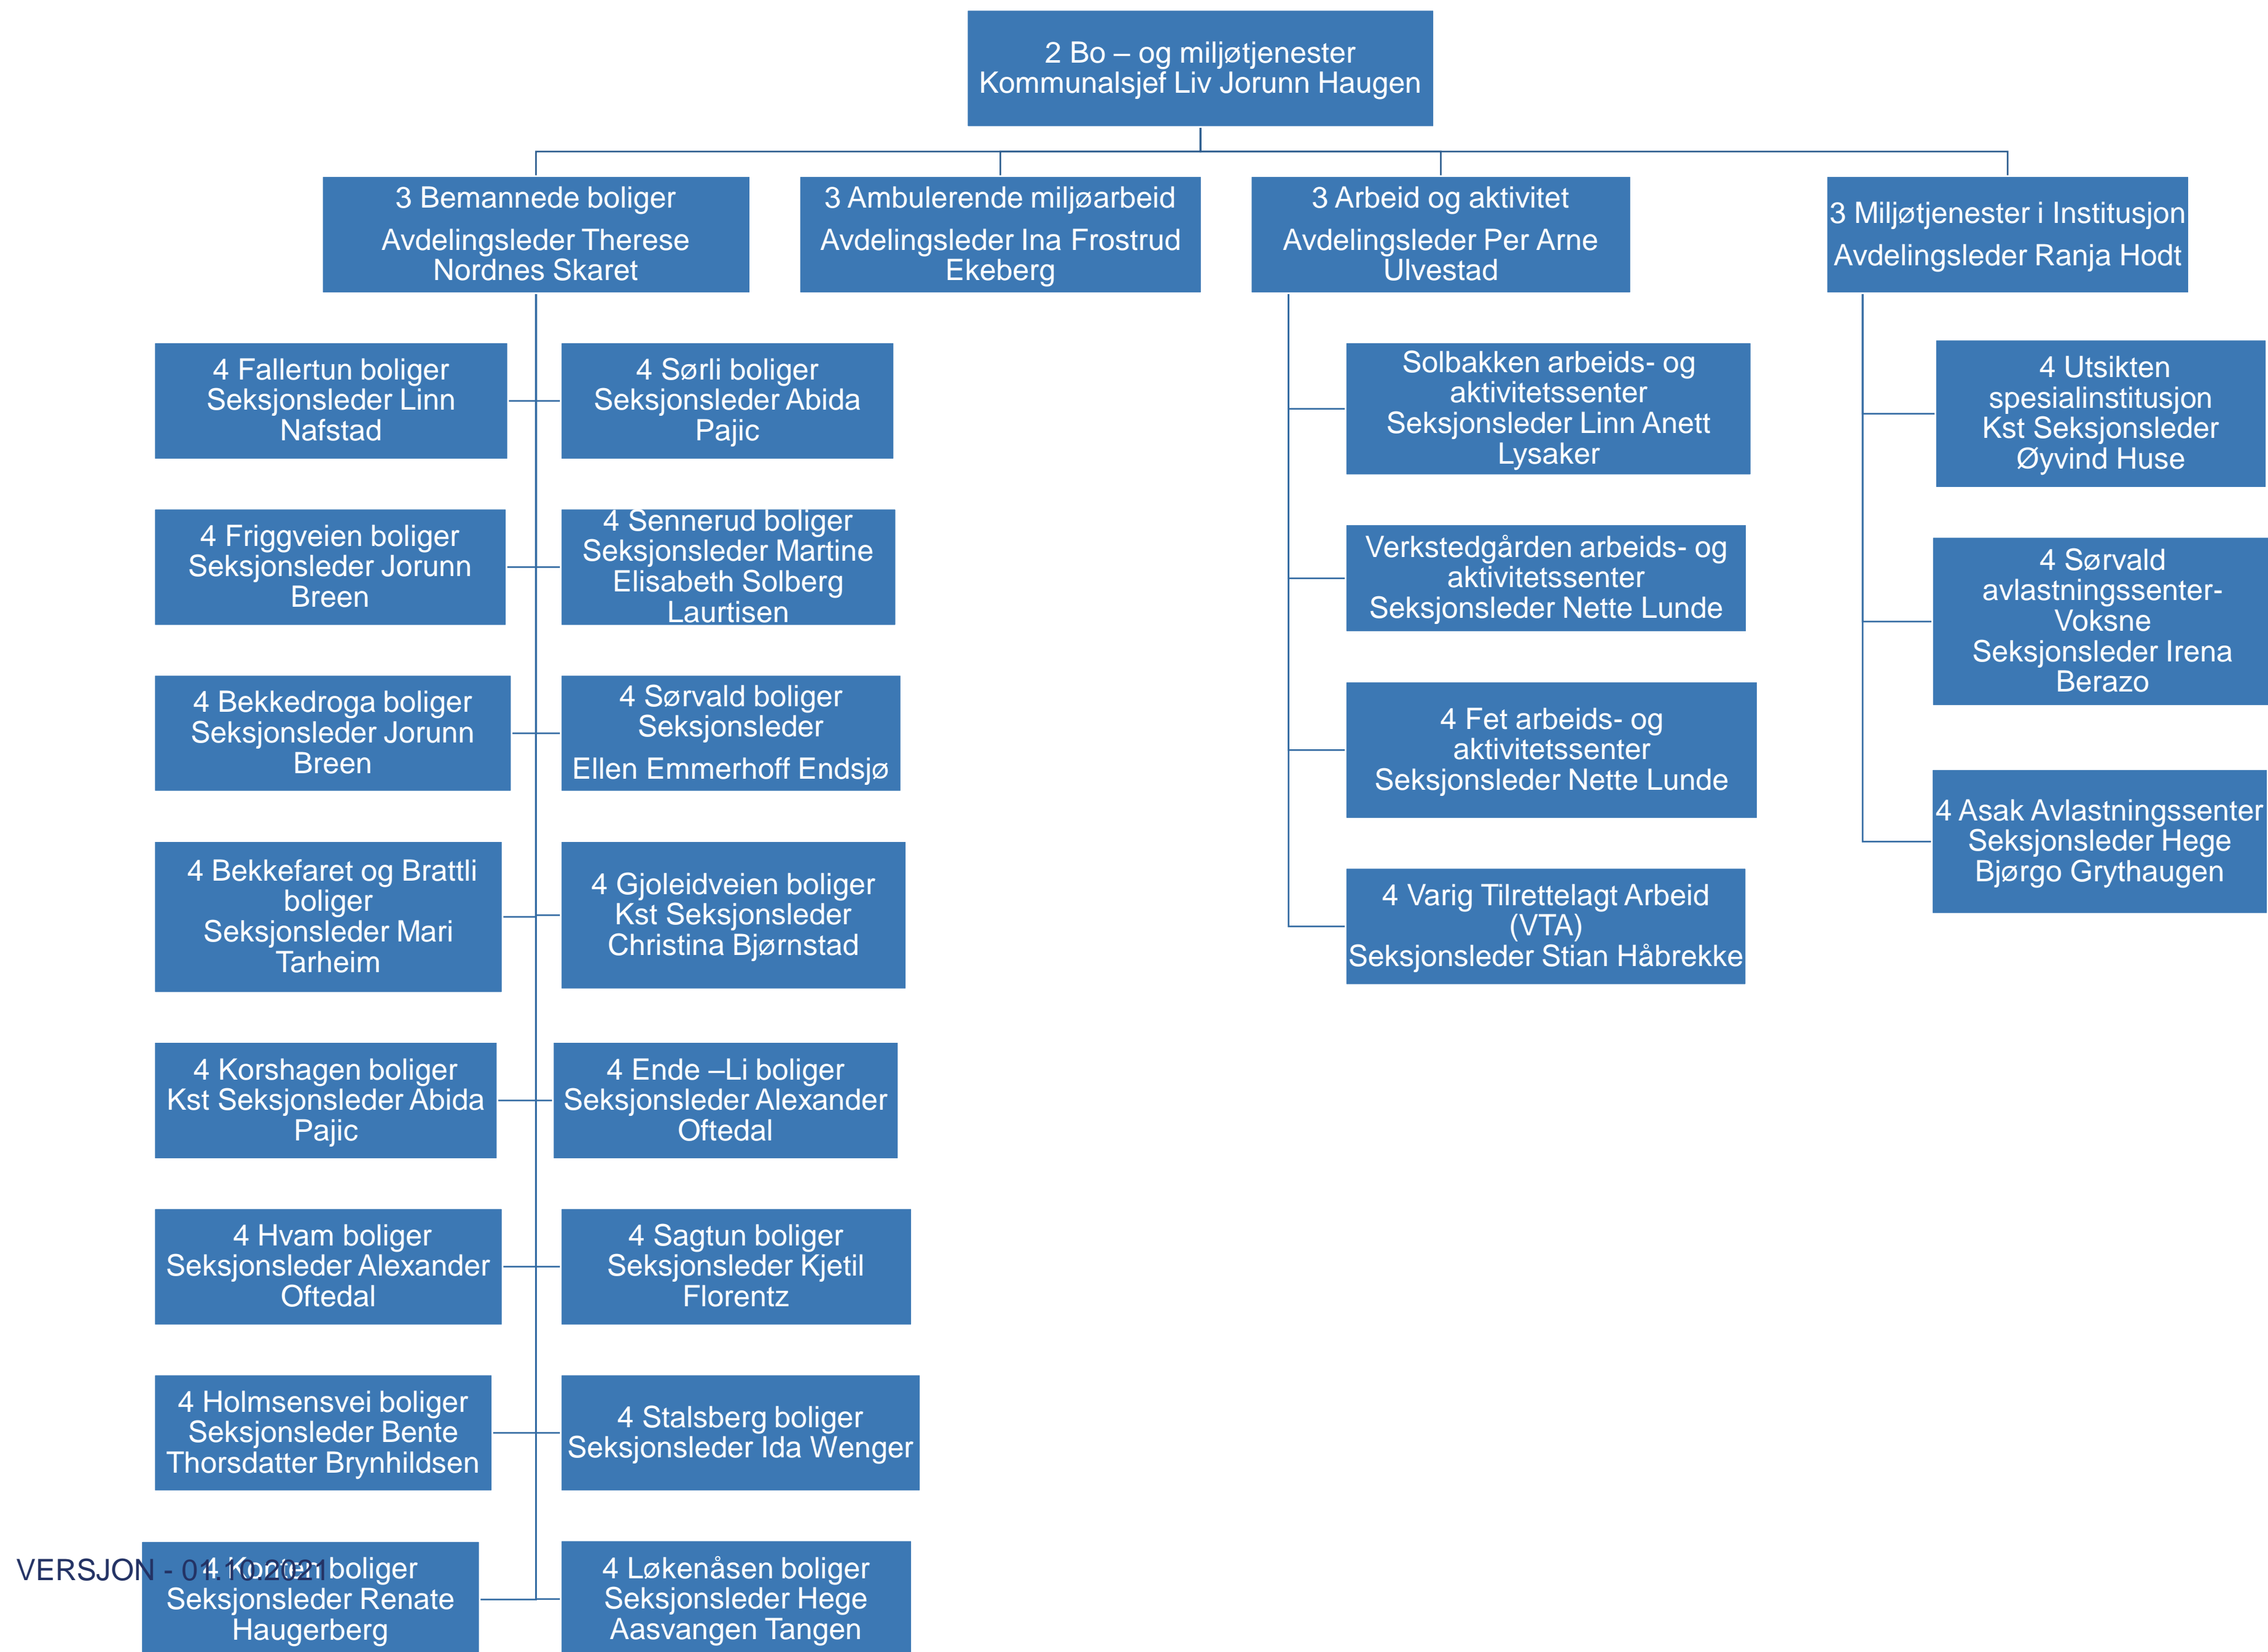 2 Bo – og miljøtjenester
Kommunalsjef Liv Jorunn Haugen
3 Bemannede boliger
Avdelingsleder Therese
Nordnes Skaret
3 Ambulerende miljøarbeid
Avdelingsleder Ina Frostrud
Ekeberg
3 Arbeid og aktivitet
Avdelingsleder Per Arne
Ulvestad
3 Miljøtjenester i Institusjon
Avdelingsleder Ranja Hodt
4 Fallertun boliger
Seksjonsleder Linn
Nafstad
4 Sørli boliger
Seksjonsleder Abida
Pajic
4 Friggveien boliger
Seksjonsleder Jorunn
Breen
4 Sennerud boliger
Seksjonsleder Martine
Elisabeth Solberg
Laurtisen
4 Bekkedroga boliger
Seksjonsleder Jorunn
Breen
4 Sørvald boliger
Seksjonsleder
Ellen Emmerhoff Endsjø
4 Bekkefaret og Brattli
boliger
Seksjonsleder Mari
Tarheim
4 Gjoleidveien boliger
Kst Seksjonsleder
Christina Bjørnstad
4 Korshagen boliger
Kst Seksjonsleder Abida
Pajic
4 Ende –Li boliger
Seksjonsleder Alexander
Oftedal
4 Hvam boliger
Seksjonsleder Alexander
Oftedal
4 Sagtun boliger
Seksjonsleder Kjetil
Florentz
4 Holmsensvei boliger
Seksjonsleder Bente
Thorsdatter Brynhildsen
4 Stalsberg boliger
Seksjonsleder Ida Wenger
4 Konten boliger
Seksjonsleder Renate
Haugerberg
4 Løkenåsen boliger
Seksjonsleder Hege
Aasvangen Tangen
Solbakken arbeids- og
aktivitetssenter
Seksjonsleder Linn Anett
Lysaker
Verkstedgården arbeids- og
aktivitetssenter
Seksjonsleder Nette Lunde
4 Fet arbeids- og
aktivitetssenter
Seksjonsleder Nette Lunde
4 Varig Tilrettelagt Arbeid
(VTA)
Seksjonsleder Stian Håbrekke
4 Utsikten
spesialinstitusjon
Kst Seksjonsleder
Øyvind Huse
4 Sørvald
avlastningssenter-
Voksne
Seksjonsleder Irena
Berazo
4 Asak Avlastningssenter
Seksjonsleder Hege
Bjørgo Grythaugen
VERSJON - 01.10.2021